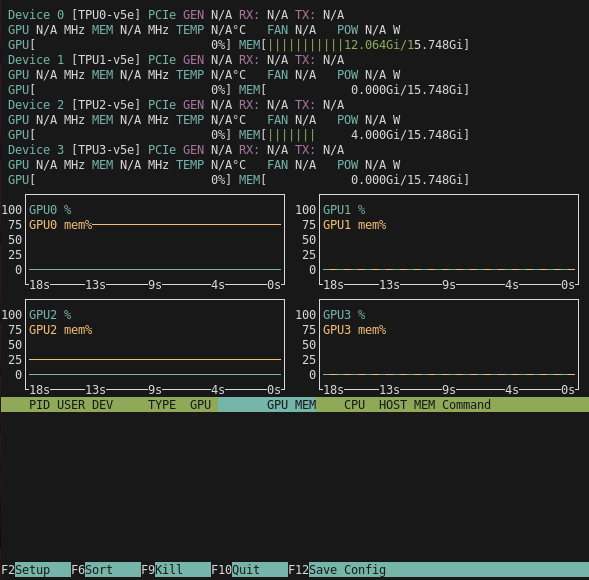 Device 0 [TPU0-v5e] PCIe GEN N/A RX: N/A TX: N/A
GPU N/A MHz MEM N/A MHz TEMP N/A°C FAN N/A POW N/A W
GPU[ 0%] MEM[|||||||||||12.064Gi/15.748Gi]
Device 1 [TPU1-v5e] PCIe GEN N/A RX: N/A TX: N/A
GPU N/A MHz MEM N/A MHz TEMP N/A°C FAN N/A POW N/A W
GPU[ 0%] MEM[ 0.000Gi/15.748Gi]
Device 2 [TPU2-v5e] PCIe GEN N/A RX: N/A TX: N/A
GPU N/A MHz MEM N/A MHz TEMP N/A°C FAN N/A POW N/A W
GPU[ 0%] MEM[||||||| 4.000Gi/15.748Gi]
Device 3 [TPU3-v5e] PCIe GEN N/A RX: N/A TX: N/A
GPU N/A MHz MEM N/A MHz TEMP N/A°C FAN N/A POW N/A W
GPU[ 0%] MEM[ 0.000Gi/15.748Gi]
100 GPU0 % 100 GPU1 %
75 GPU0 mem% 75 GPU1 mem%
50 50
25 25
0 0
18s 13s 9s 4s 0s 18s 13s 9s 4s 0s
100 GPU2 % 100 GPU3 %
75 GPU2 mem% 75 GPU3 mem%
50 50
25 25
0 0
18s 13s 9s 4s 0s 18s 13s 9s 4s 0s
PID USER DEV TYPE GPU GPU MEM CPU HOST MEM Command
F2Setup F6Sort F9Kill F10Quit F12Save Config